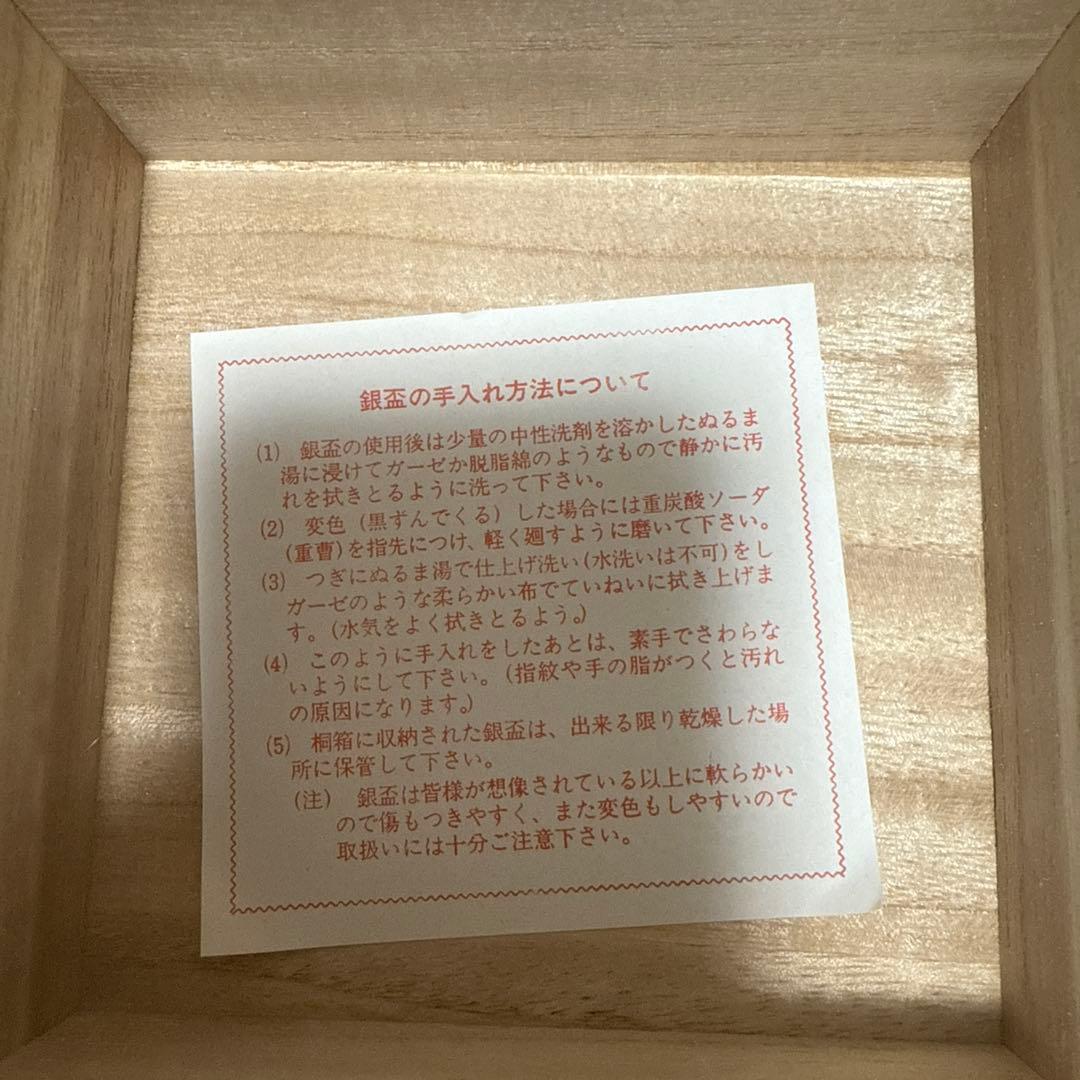 銀盃の手入れ方法について
(1) 銀盃の使用後は少量の中性洗剤を溶かしたぬるま
湯に浸けてガーゼか脱脂綿のようなもので静かに汚
れを拭きとるように洗って下さい。
(2) 変色（黒ずんでくる）した場合には重炭酸ソーダ
(重曹)を指先につけ、軽く廻すように磨いて下さい。
(3) つぎにぬるま湯で仕上げ洗い(水洗いは不可)をし
ガーゼのような柔らかい布でていねいに拭き上げま
す。(水気をよく拭きとるよう。)
(4) このように手入れをしたあとは、素手でさわらな
いようにして下さい。(指紋や手の脂がつくと汚れ
の原因になります。)
(5) 桐箱に収納された銀盃は、出来る限り乾燥した場
所に保管して下さい。
(注) 銀盃は皆様が想像されている以上に軟らかい
ので傷もつきやすく、また変色もしやすいので
取扱いには十分ご注意下さい。